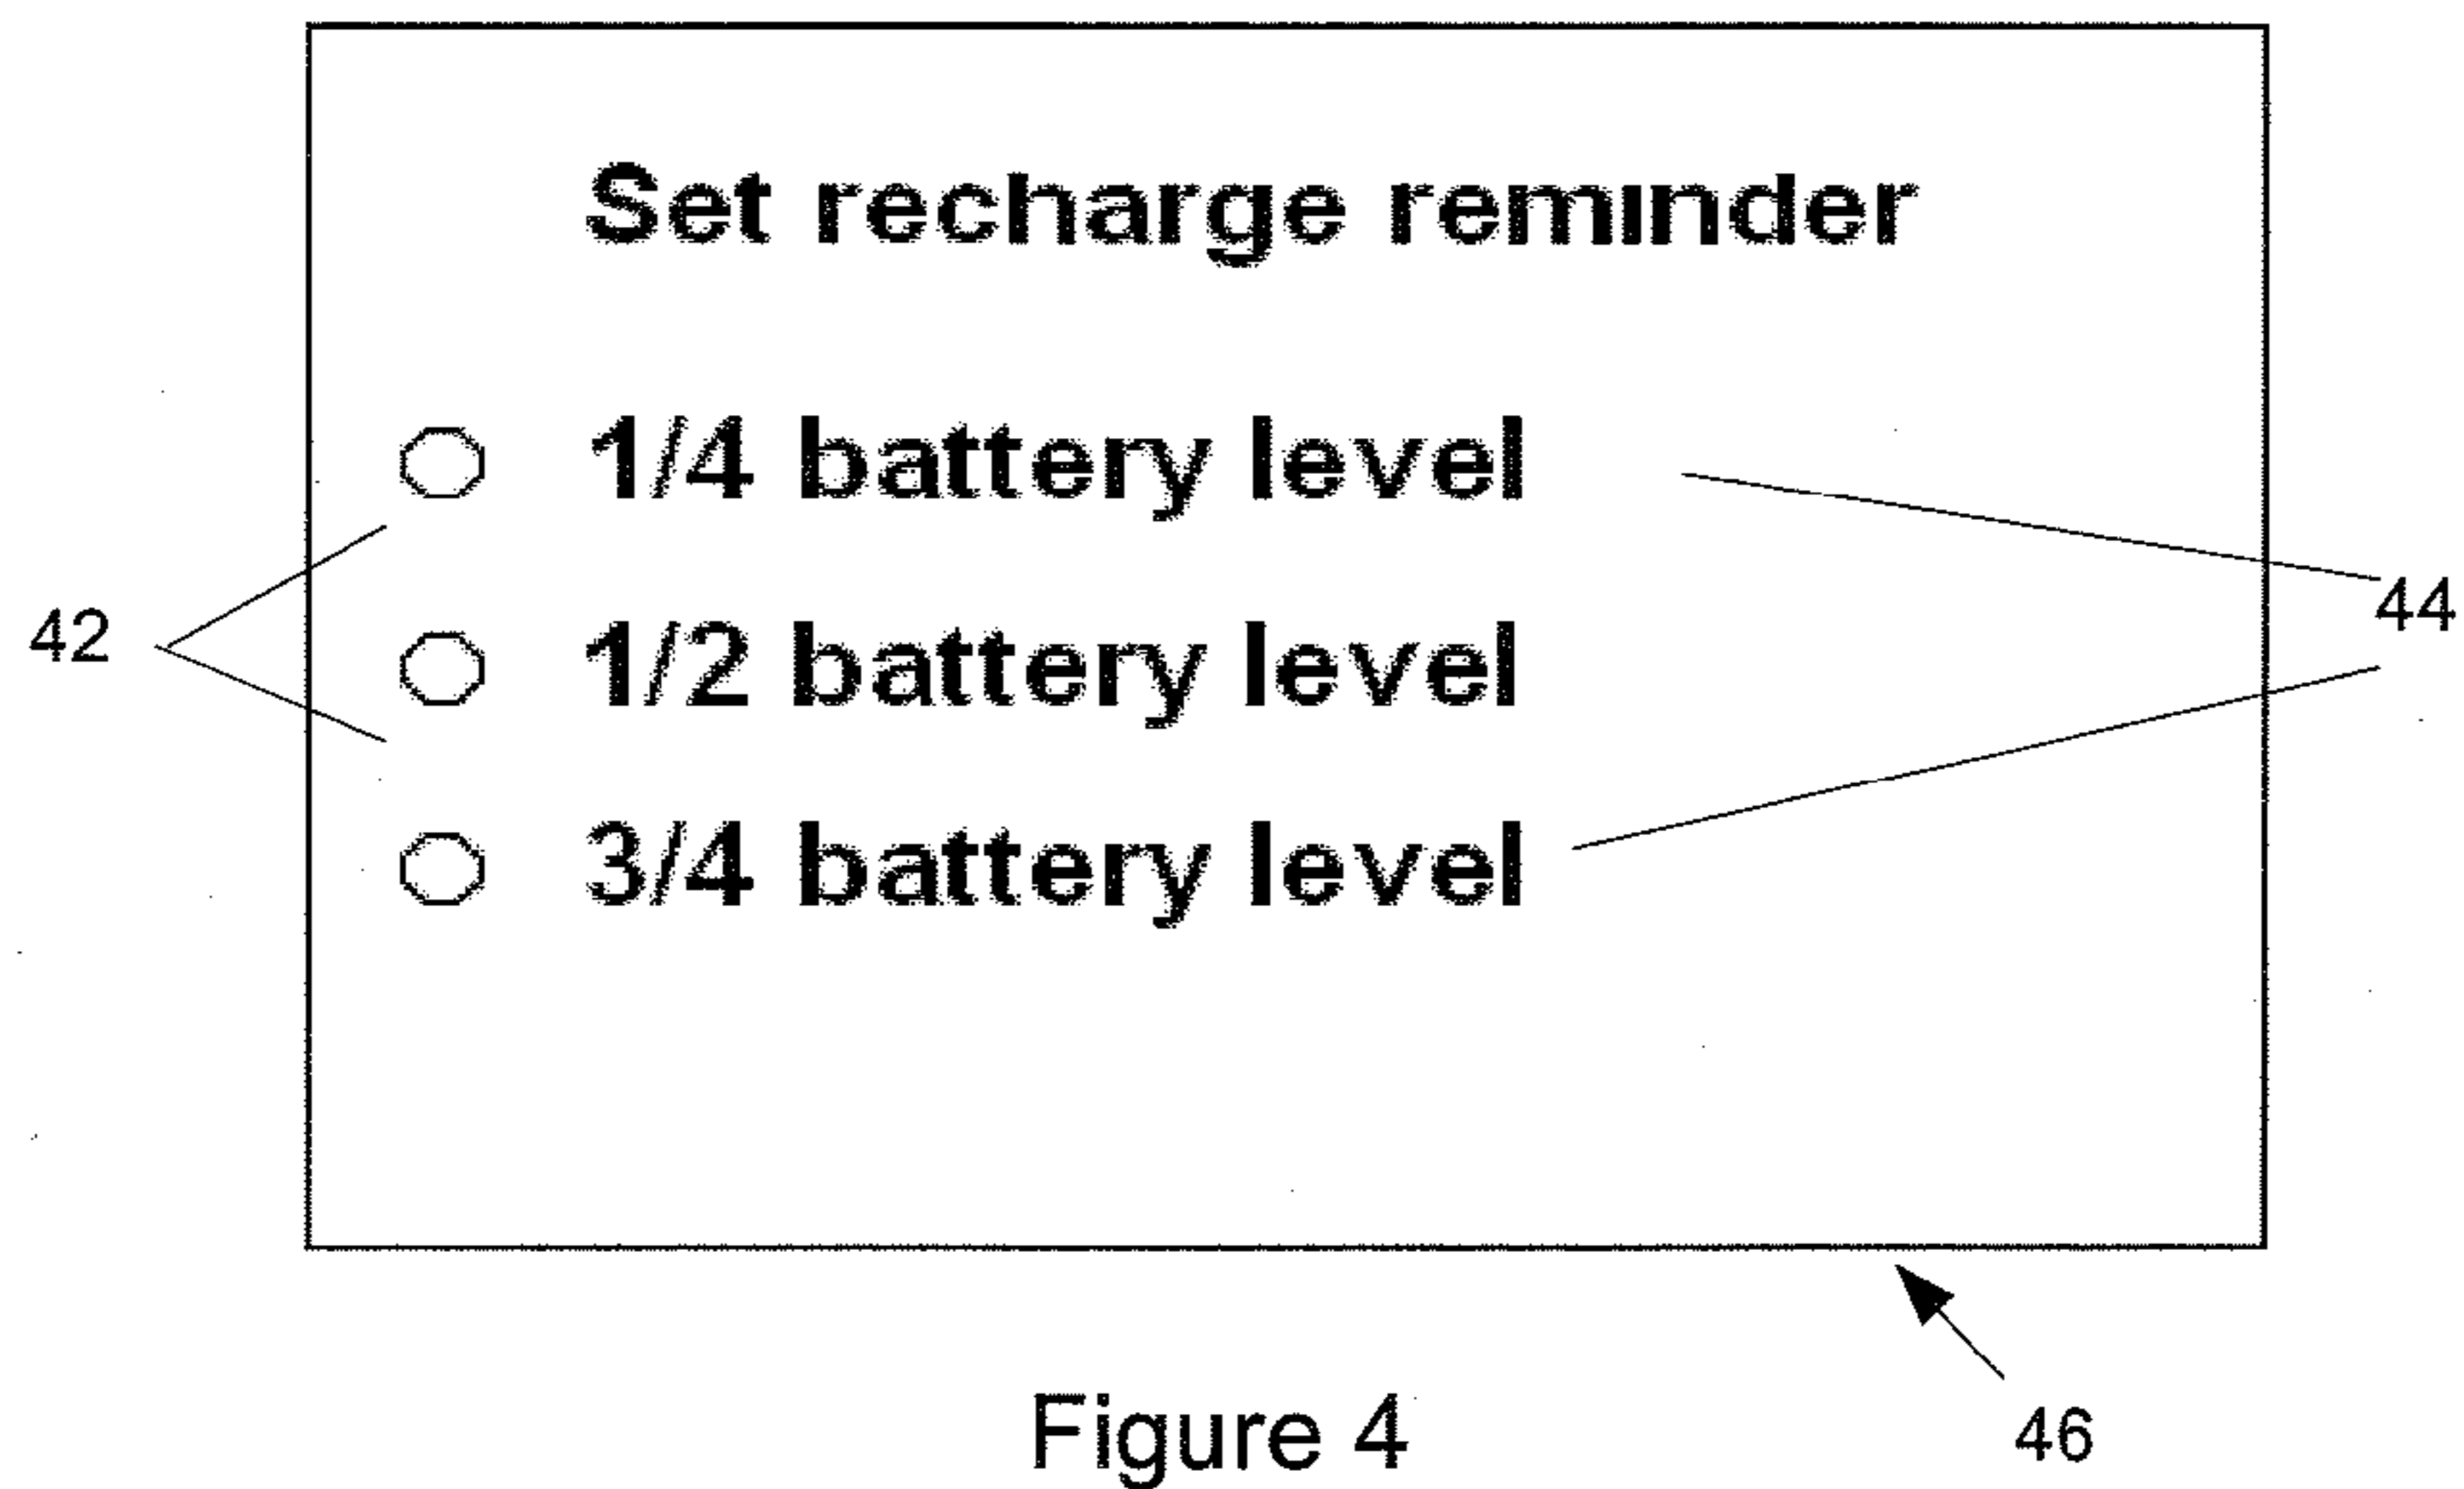 Set recharge reminder
1/4 battery level
42
44
1/2 battery level
3/4 battery level
Figure 4
46